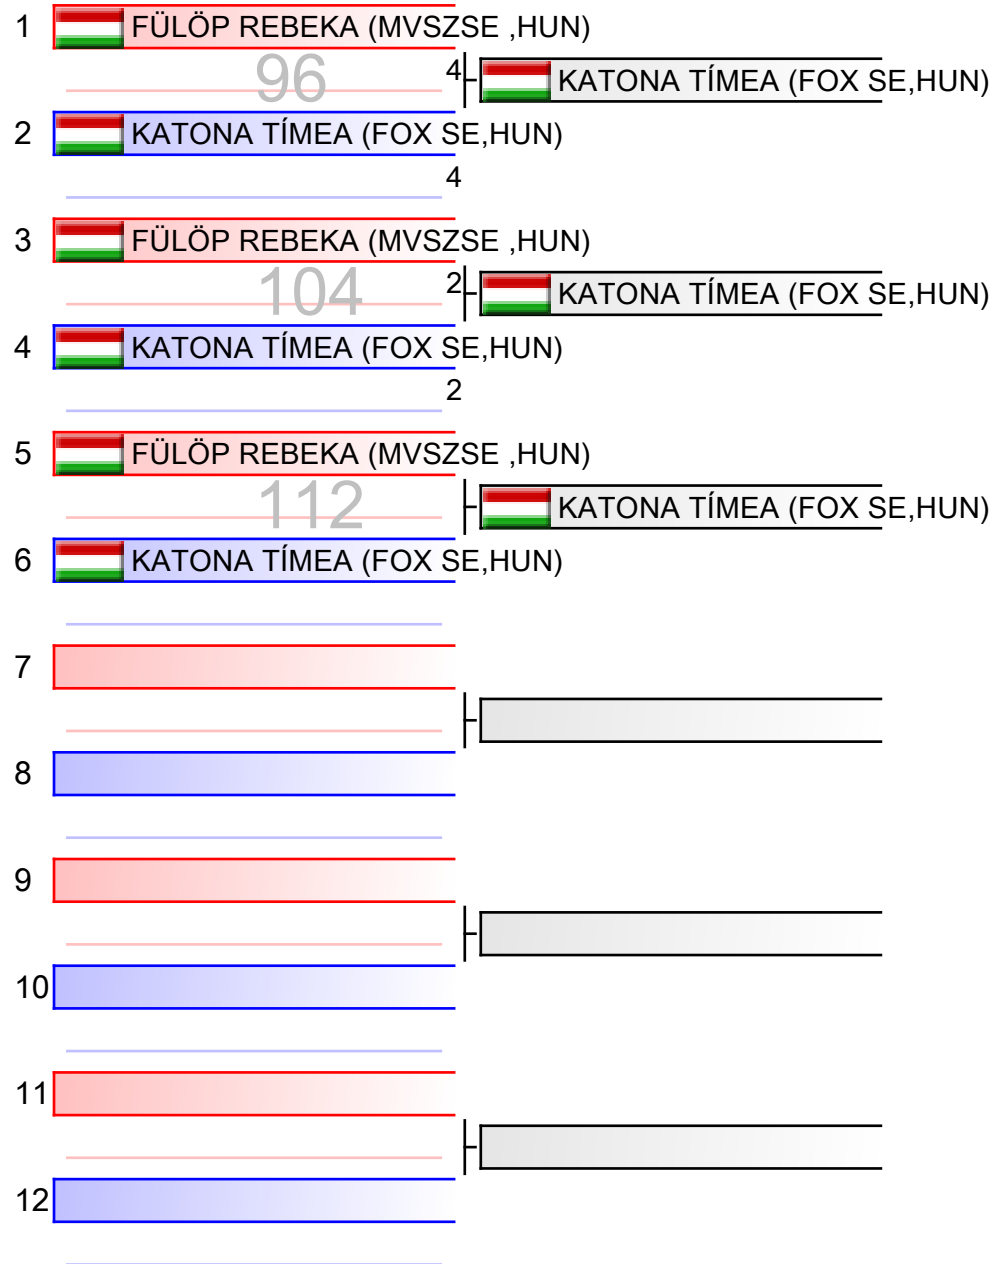 1 FÜLÖP REBEKA (MVSZSE ,HUN)
96 4 KATONA TÍMEA (FOX SE,HUN)
2 KATONA TÍMEA (FOX SE,HUN)
4
3 FÜLÖP REBEKA (MVSZSE ,HUN)
104 2 KATONA TÍMEA (FOX SE,HUN)
4 KATONA TÍMEA (FOX SE,HUN)
2
5 FÜLÖP REBEKA (MVSZSE ,HUN)
112 KATONA TÍMEA (FOX SE,HUN)
6 KATONA TÍMEA (FOX SE,HUN)
7
8
9
10
11
12